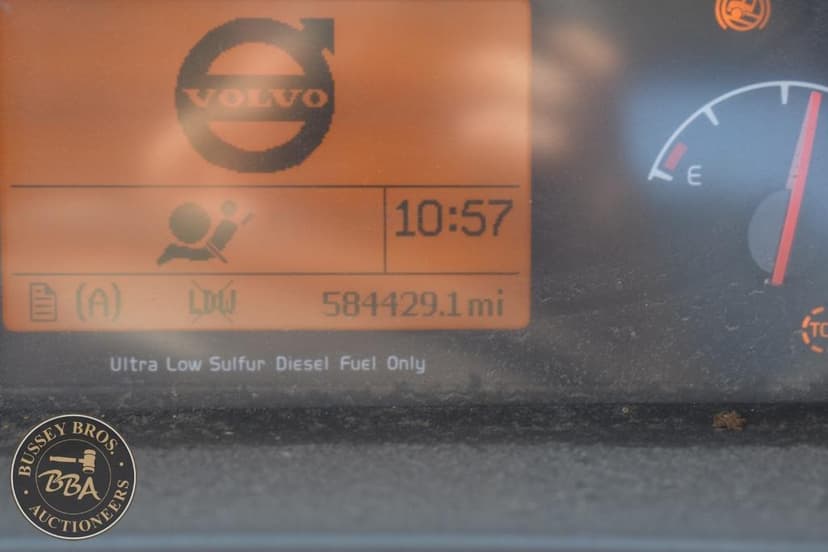 VOLVO
10:57
(A) LDW 584429.1 mi
E
Ultra Low Sulfur Diesel Fuel Only
BUSSEY BROS.
BBA
AUCTIONEERS